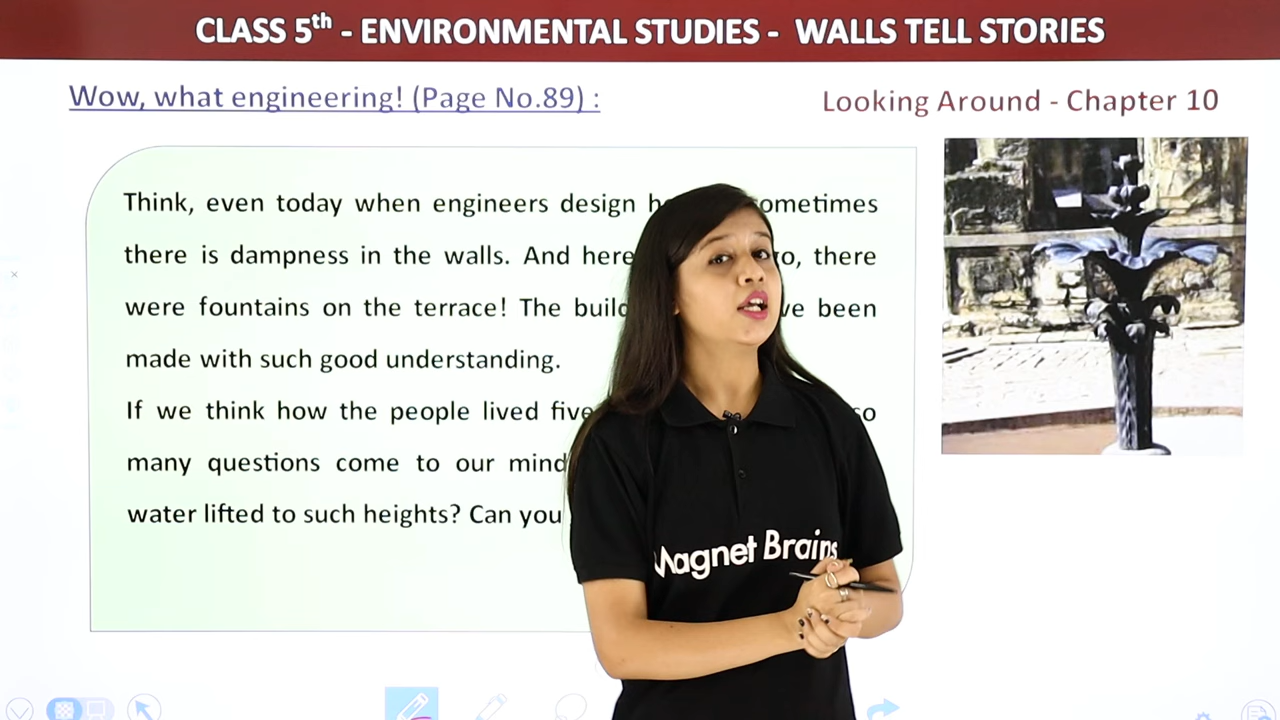 CLASS 5th - ENVIRONMENTAL STUDIES - WALLS TELL STORIES
Wow, what engineering! (Page No.89) :
Looking Around - Chapter 10
Think, even today when engineers design ometimes
there is dampness in the walls. And here there
were fountains on the terrace! The been
made with such good understanding.
If we think how the people lived five so
many questions come to our mind
water lifted to such heights? Can you
Magnet Brains